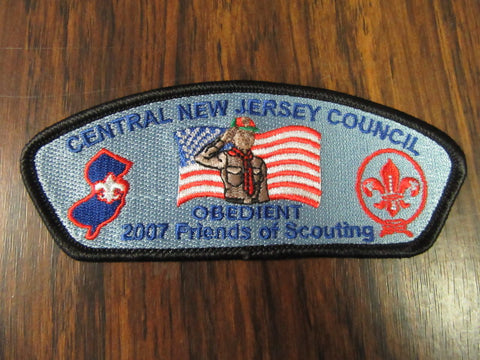 CENTRAL NEW JERSEY COUNCIL
OBEDIENT
2007 Friends of Scouting